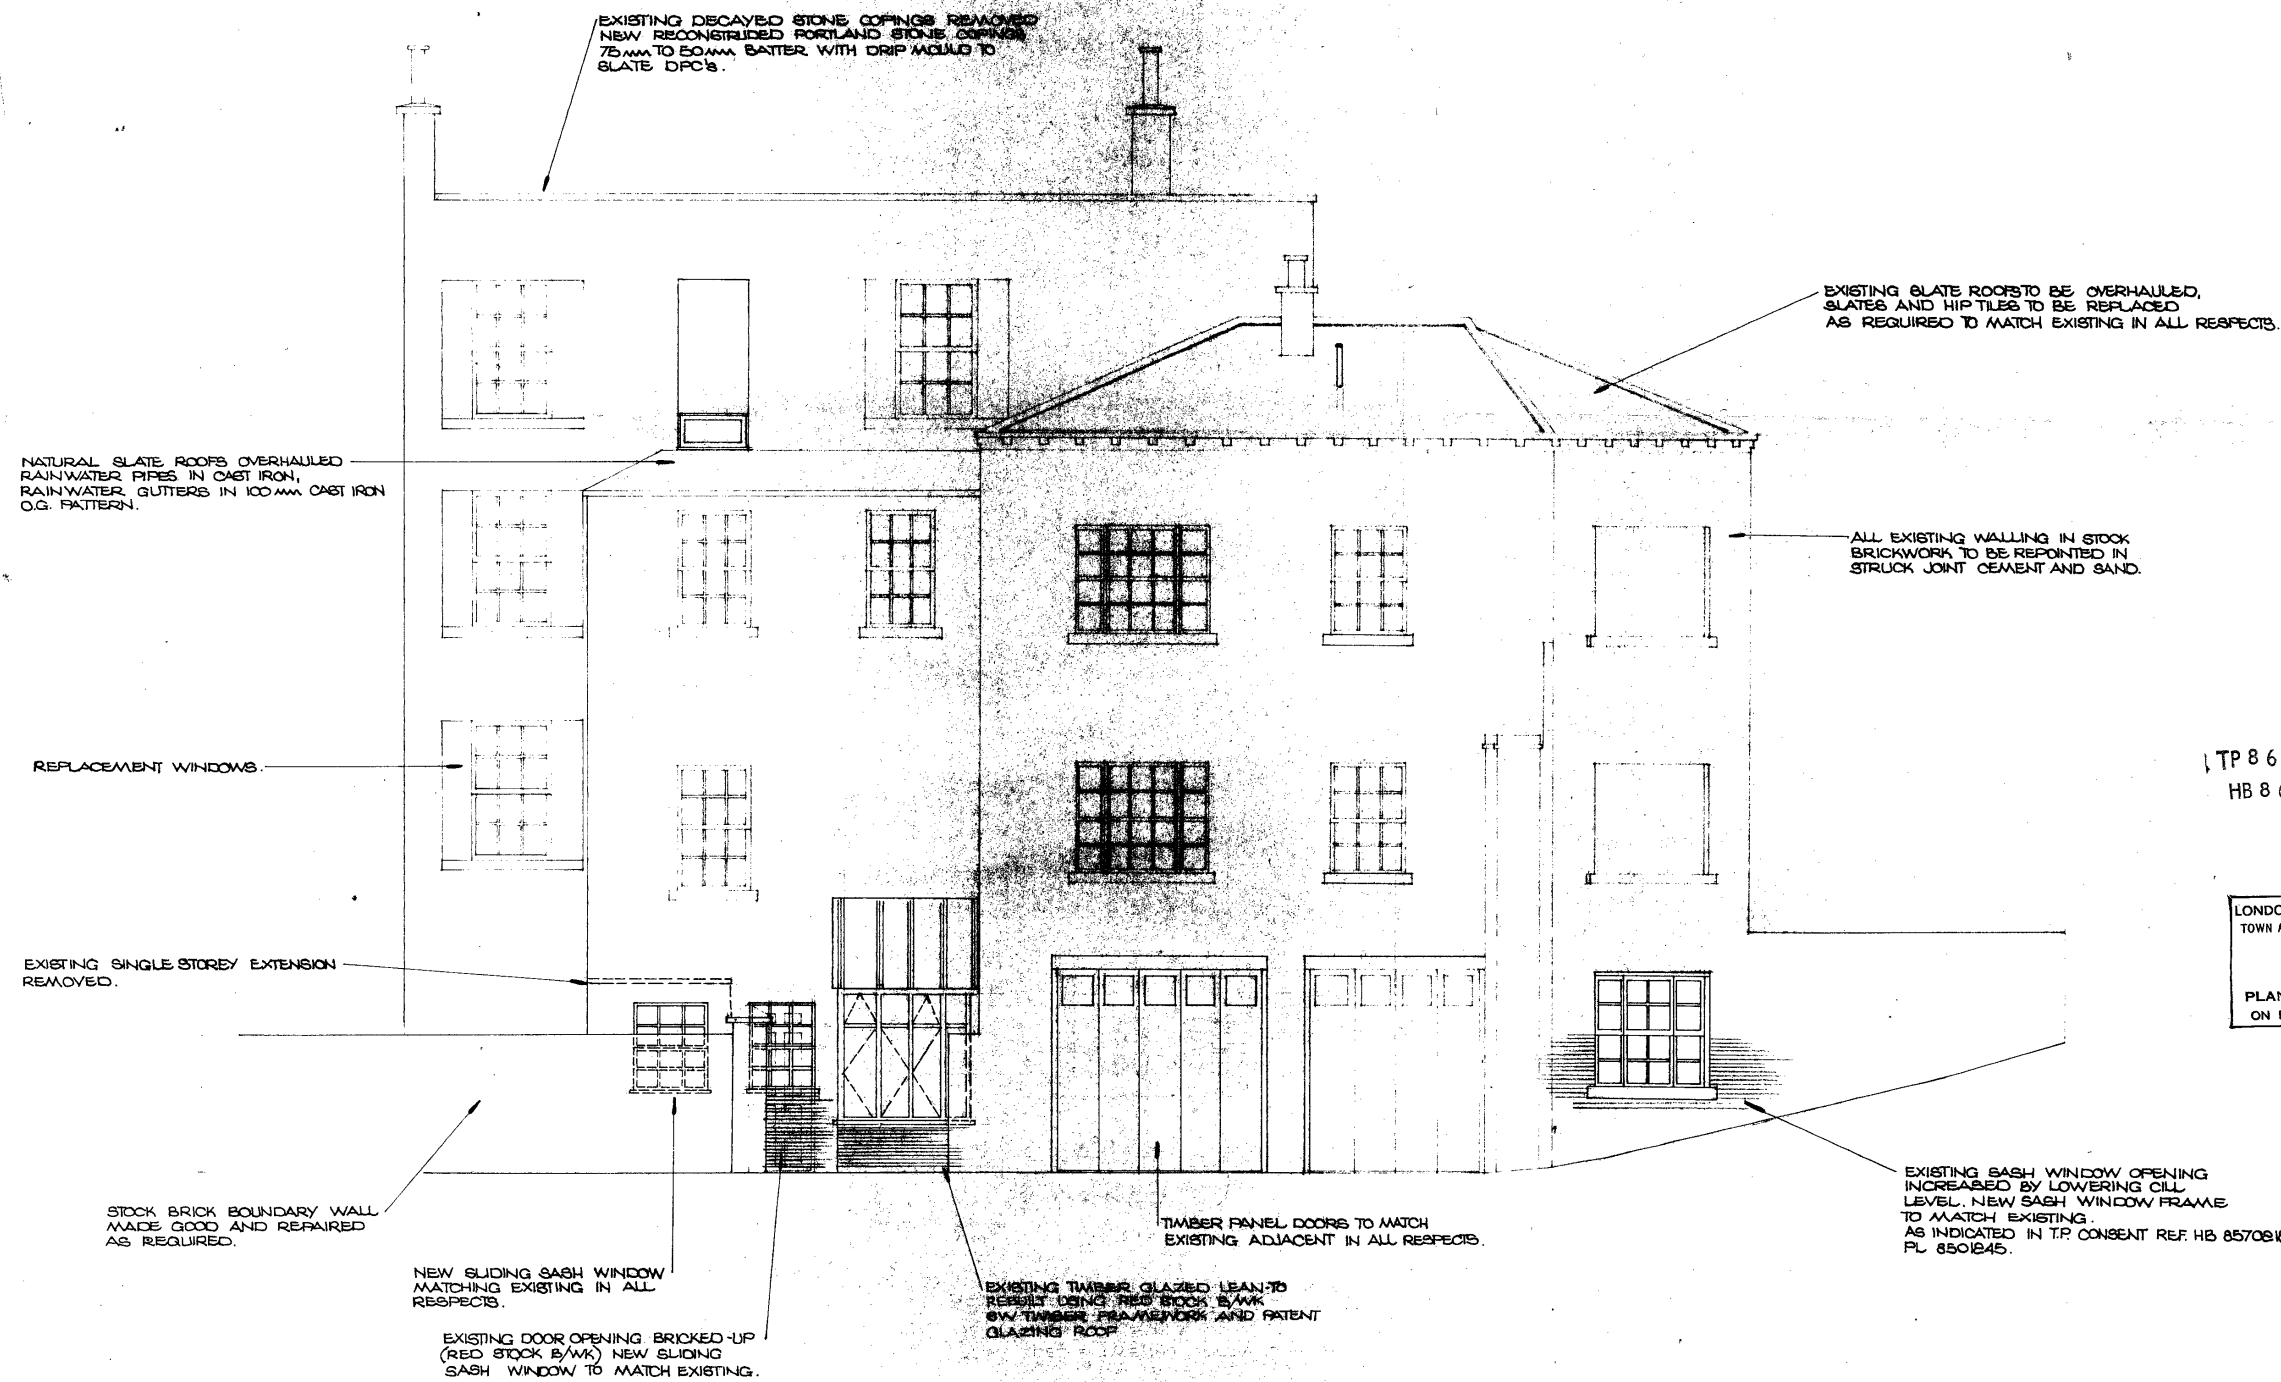 EXISTING DECAYED STONE COPINGS REMOVED
NEW RECONSTRUDED PORTLAND STONE COPINGS
75mm TO 50mm BATTER WITH DRIP MOULD TO
SLATE DPC'S.
EXISTING SLATE ROOFS TO BE OVERHAULED,
SLATES AND HIP TILES TO BE REPLACED
AS REQUIRED TO MATCH EXISTING IN ALL RESPECTS.
NATURAL SLATE ROOFS OVERHAULED
RAINWATER PIPES IN CAST IRON,
RAINWATER GUTTERS IN 100mm CAST IRON
O.G. PATTERN.
ALL EXISTING WALLING IN STOCK
BRICKWORK TO BE REPOINTED IN
STRUCK JOINT CEMENT AND SAND.
REPLACEMENT WINDOWS.
TP 86
HB 8
LONDO
TOWN
PLAN
ON
EXISTING SINGLE STOREY EXTENSION
REMOVED.
STOCK BRICK BOUNDARY WALL
MADE GOOD AND REPAIRED
AS REQUIRED.
NEW SLIDING SASH WINDOW
MATCHING EXISTING IN ALL
RESPECTS.
EXISTING DOOR OPENING BRICKED-UP
(RED STOCK B/WK) NEW SLIDING
SASH WINDOW TO MATCH EXISTING.
EXISTING TIMBER GLAZED LEAN-TO
REBUILT USING RED STOCK B/WK
SW TIMBER FRAMEWORK AND PATENT
GLAZING ROOF
TIMBER PANEL DOORS TO MATCH
EXISTING ADJACENT IN ALL RESPECTS.
EXISTING SASH WINDOW OPENING
INCREASED BY LOWERING CILL
LEVEL. NEW SASH WINDOW FRAME
TO MATCH EXISTING.
AS INDICATED IN T.P. CONSENT REF. HB 857081
PL 8501845.